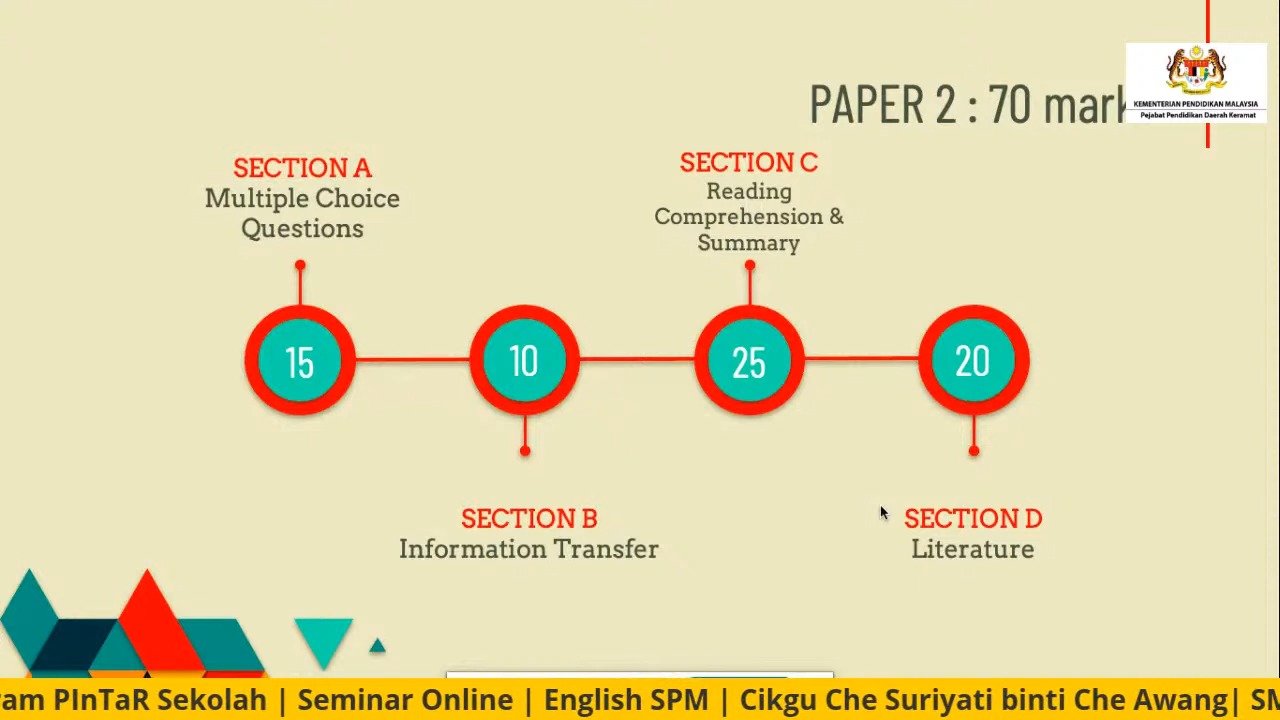 PAPER 2 : 70 mark
KEMENTERIAN PENDIDIKAN MALAYSIA
Pejabat Pendidikan Daerah Keramat
SECTION A
Multiple Choice
Questions
SECTION C
Reading
Comprehension &
Summary
15
10
25
20
SECTION B
Information Transfer
SECTION D
Literature
ram PInTaR Sekolah | Seminar Online | English SPM | Cikgu Che Suriyati binti Che Awang| SM